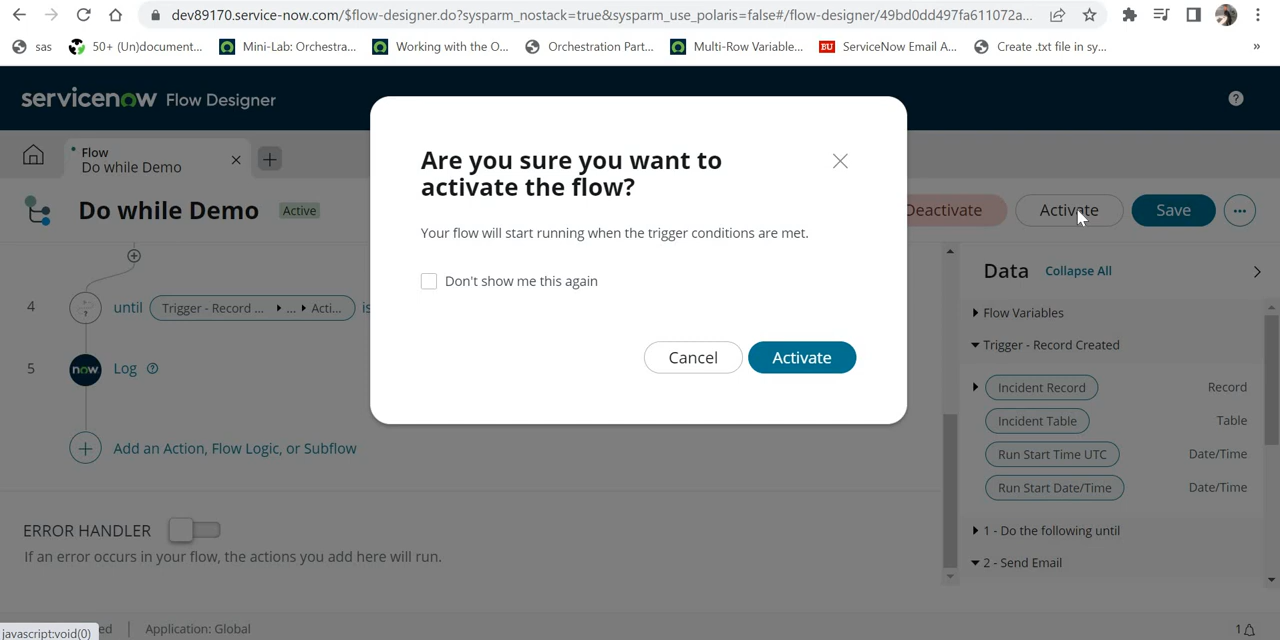 dev89170.service-now.com/$flow-designer.do?sysparm_nostack=true&sysparm_use_polaris=false#/flow-designer/49bd0dd497fa611072a...
sas
50+ (Un)document...
Mini-Lab: Orchestra...
Working with the O...
Orchestration Part...
Multi-Row Variable...
BU
ServiceNow Email A...
Create .txt file in sy...
»
servicenow Flow Designer
?
Flow
Do while Demo
Do while Demo
Active
Deactivate
Activate
Save
Are you sure you want to
activate the flow?
Your flow will start running when the trigger conditions are met.
Don't show me this again
Cancel
Activate
4
until
Trigger - Record ...
...
Acti...
is
5
now
Log
?
Add an Action, Flow Logic, or Subflow
ERROR HANDLER
If an error occurs in your flow, the actions you add here will run.
Data
Collapse All
Flow Variables
Trigger - Record Created
Incident Record
Record
Incident Table
Table
Run Start Time UTC
Date/Time
Run Start Date/Time
Date/Time
1 - Do the following until
2 - Send Email
javascript:void(0)
Application: Global
1